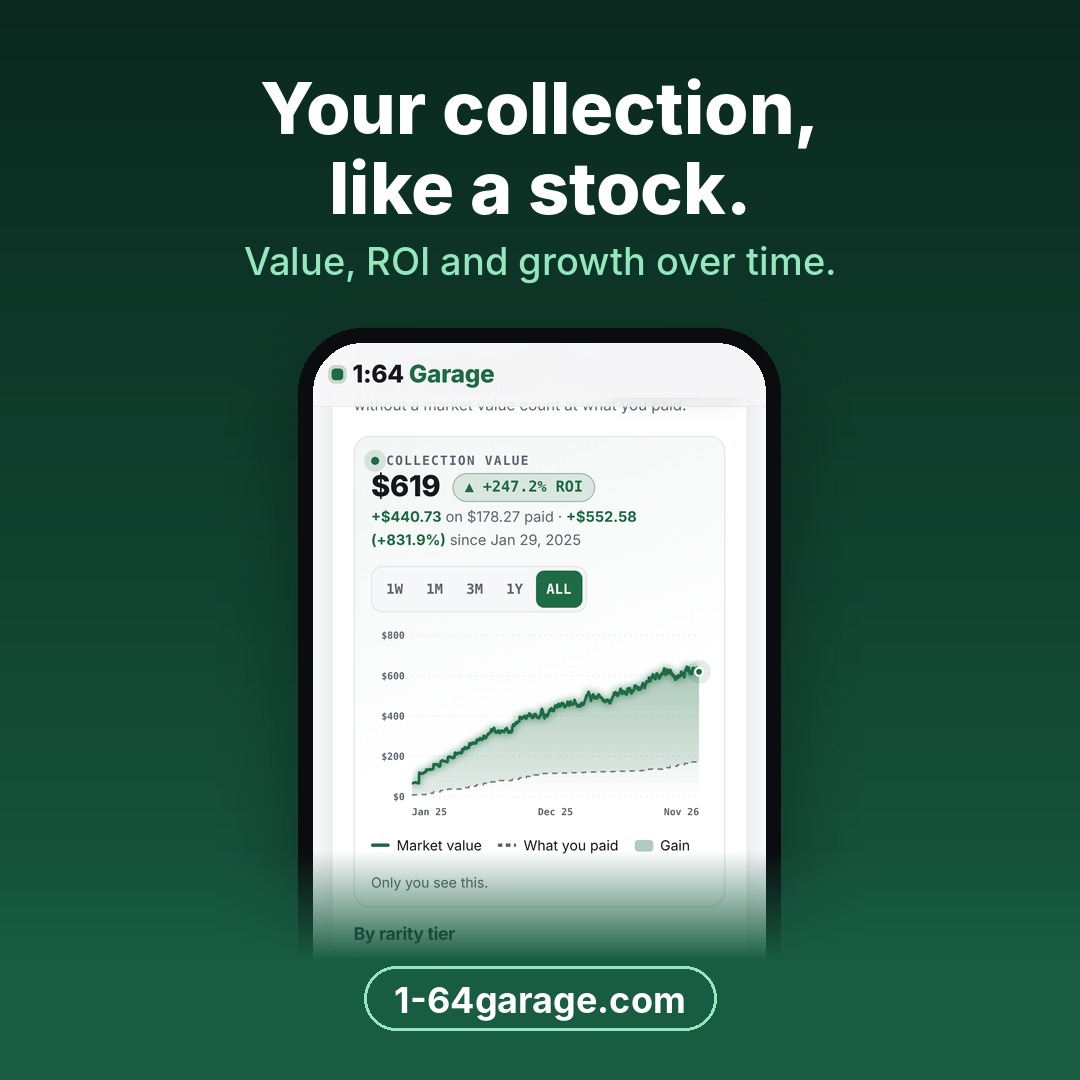 Your collection,
like a stock.
Value, ROI and growth over time.
1:64 Garage
without a market value count at what you paid.
COLLECTION VALUE
$619 ▲ +247.2% ROI
+$440.73 on $178.27 paid · +$552.58
(+831.9%) since Jan 29, 2025
1W 1M 3M 1Y ALL
$800
$600
$400
$200
$0
Jan 25 Dec 25 Nov 26
Market value What you paid Gain
Only you see this.
By rarity tier
1-64garage.com